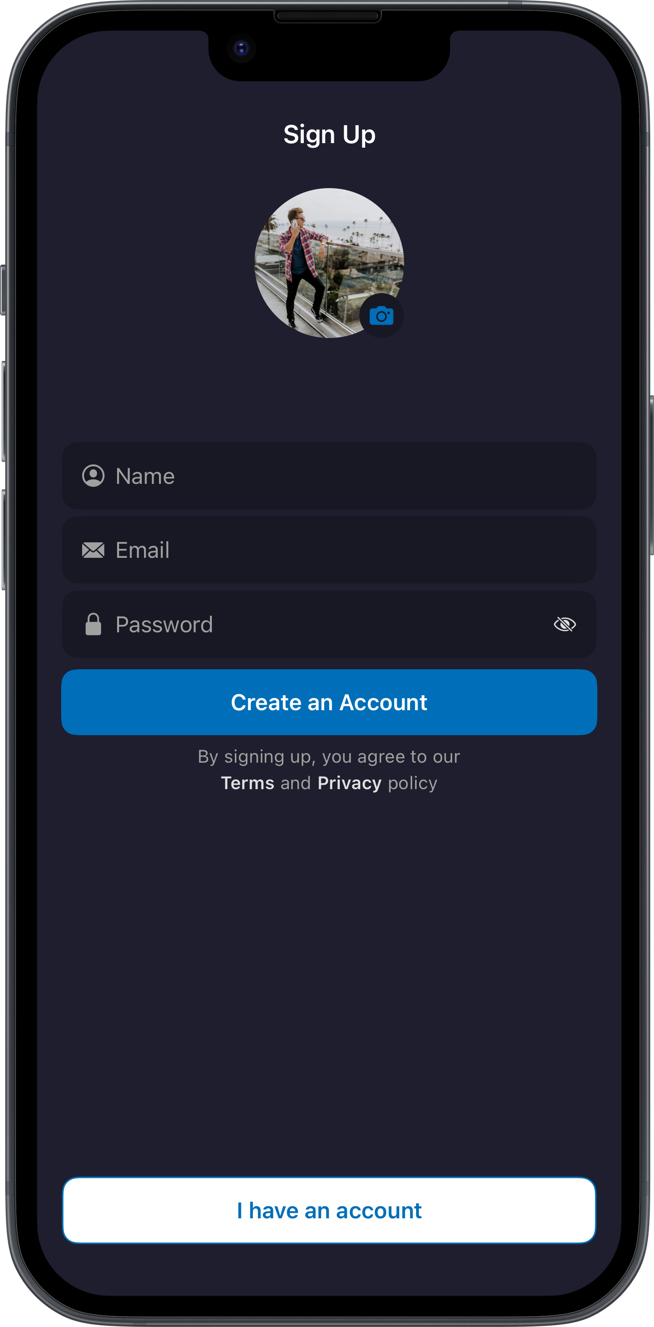 Sign Up
Name
Email
Password
Create an Account
By signing up, you agree to our
Terms and Privacy policy
I have an account